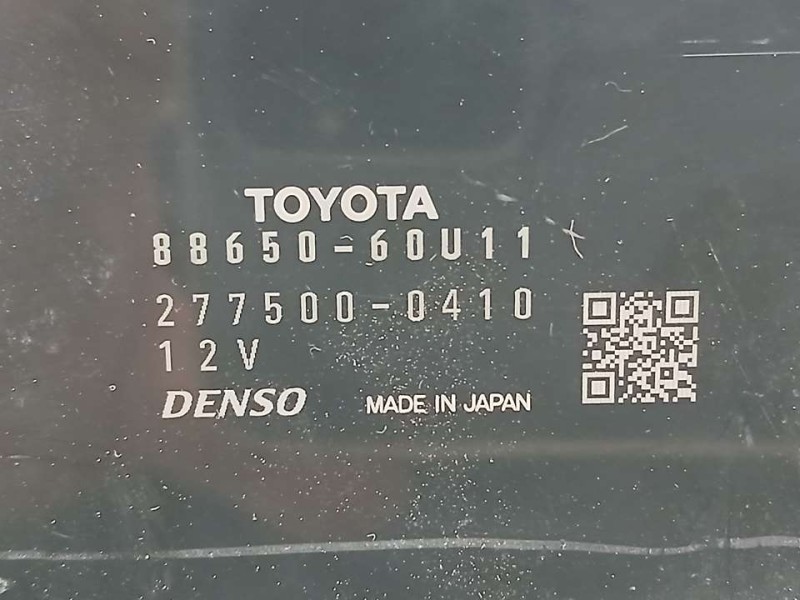 TOYOTA
88650-60U11
277500-0410
12V
DENSO MADE IN JAPAN